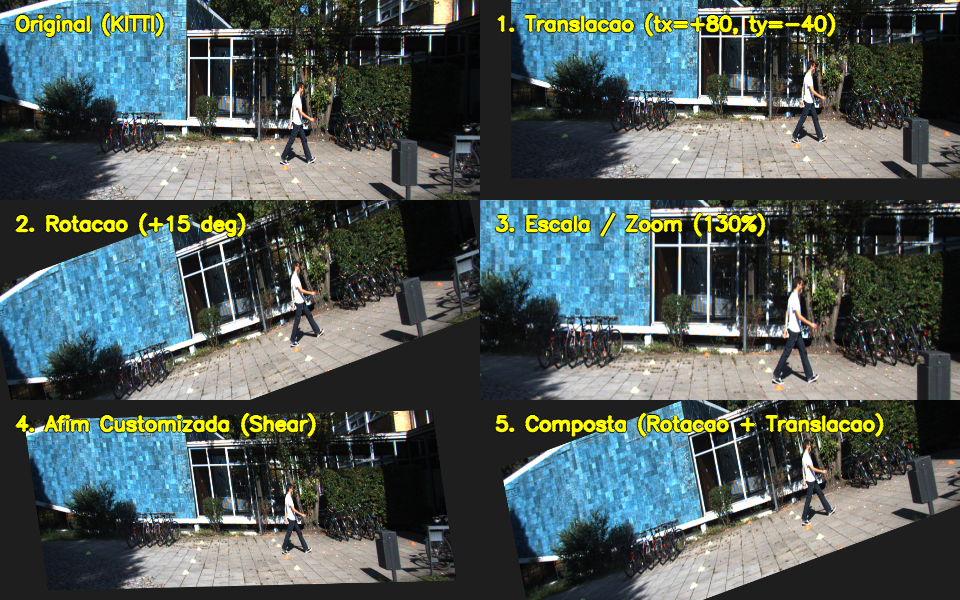 Original (KITTI)
1. Translacao (tx=+80, ty=-40)
2. Rotacao (+15 deg)
3. Escala / Zoom (130%)
4. Afim Customizada (Shear)
5. Composta (Rotacao + Translacao)